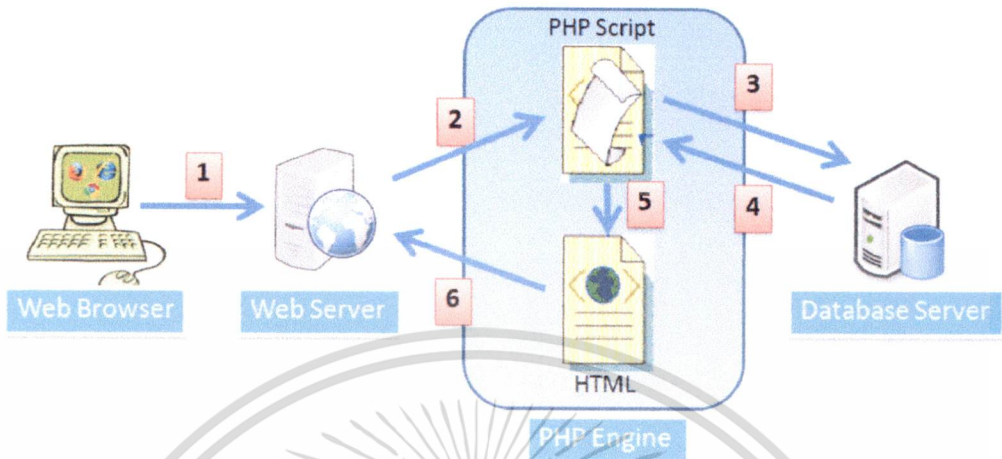 PHP Script
3
2
1
5
4
6
Web Browser
Web Server
Database Server
HTML
PHP Engine